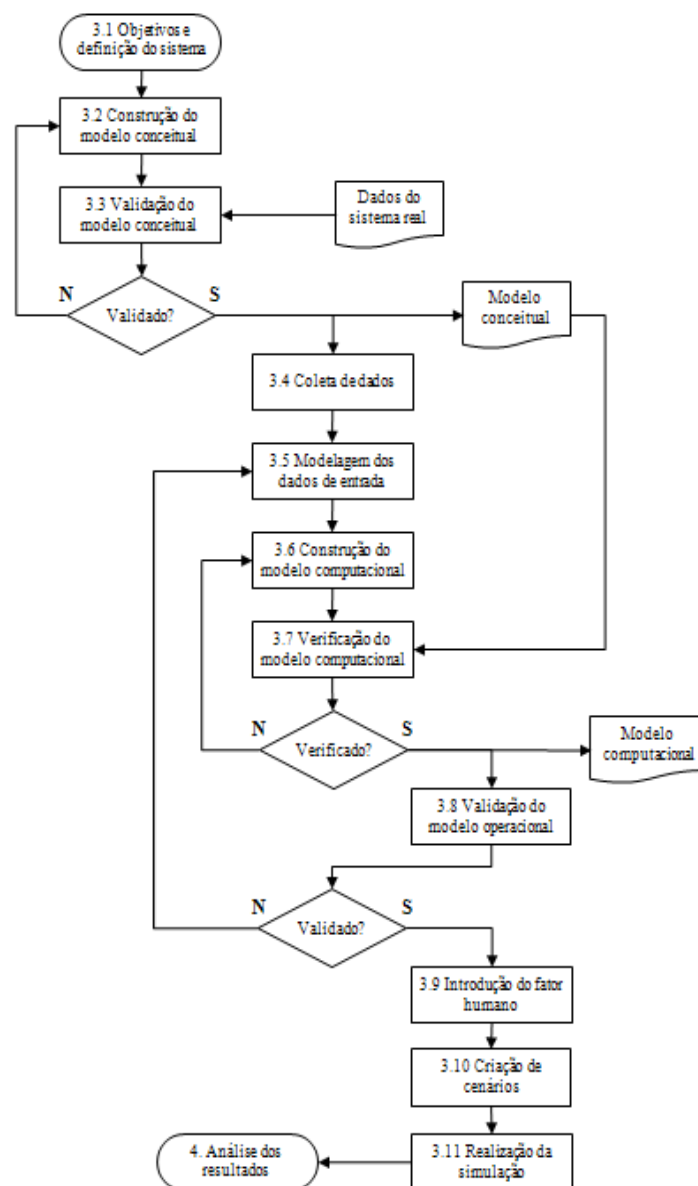 3.1 Objetivos e
definição do sistema
3.2 Construção do
modelo conceitual
3.3 Validação do
modelo conceitual
Dados do
sistema real
N
S
Validado?
Modelo
conceitual
3.4 Coleta de dados
3.5 Modelagem dos
dados de entrada
3.6 Construção do
modelo computacional
3.7 Verificação do
modelo computacional
N
S
Verificado?
Modelo
computacional
3.8 Validação do
modelo operacional
N
S
Validado?
3.9 Introdução do fator
humano
3.10 Criação de
cenários
4. Análise dos
resultados
3.11 Realização da
simulação